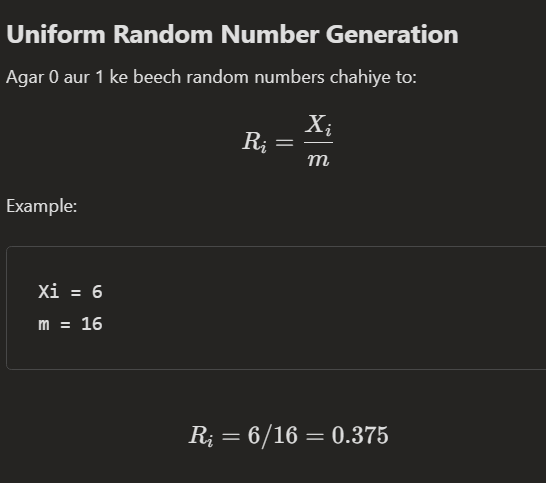 Uniform Random Number Generation
Agar 0 aur 1 ke beech random numbers chahiye to:
Rᵢ = Xᵢ / m
Example:
Xi = 6
m = 16
Rᵢ = 6/16 = 0.375